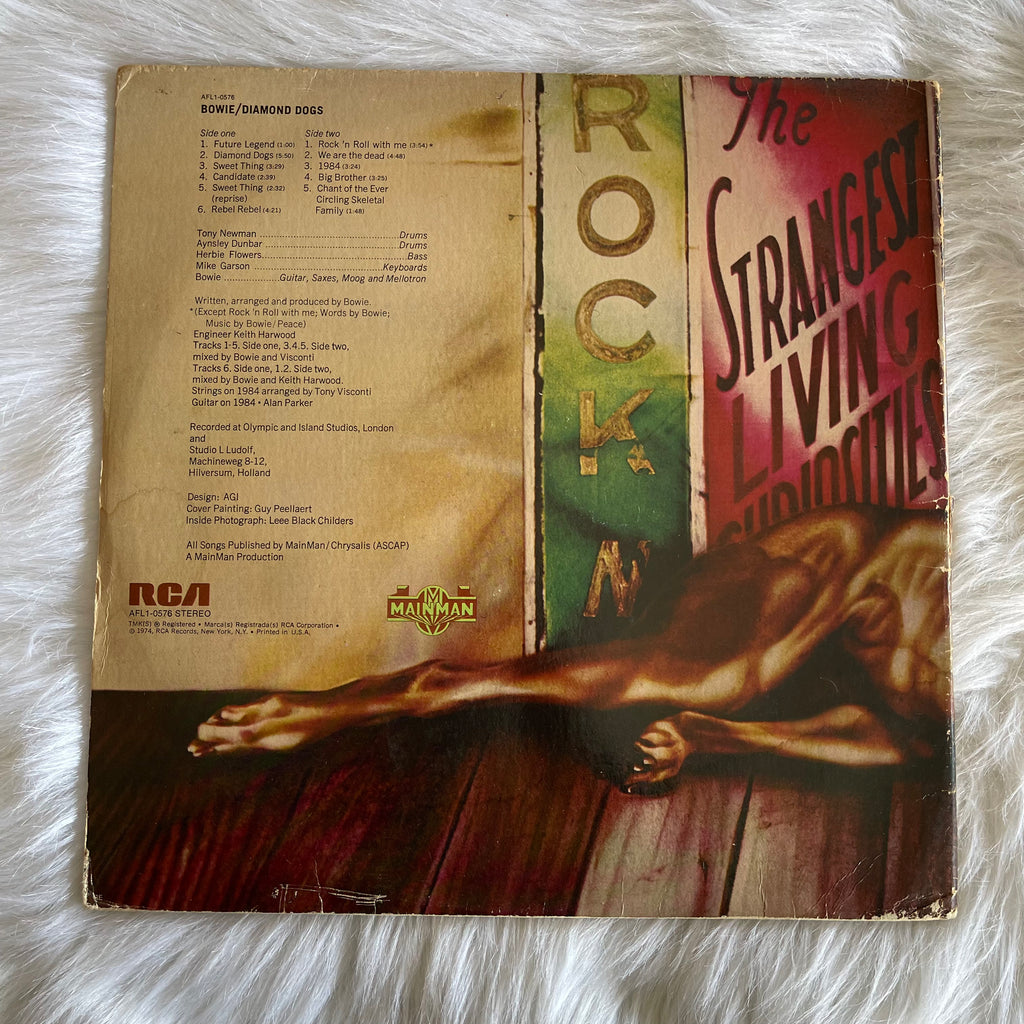 AFL1-0576
BOWIE/DIAMOND DOGS
Side one
1. Future Legend (1:00)
2. Diamond Dogs (5:50)
3. Sweet Thing (3:29)
4. Candidate (2:39)
5. Sweet Thing (2:32)
(reprise)
6. Rebel Rebel (4:21)
Side two
1. Rock 'n Roll with me (3:54)*
2. We are the dead (4:48)
3. 1984 (3:24)
4. Big Brother (3:25)
5. Chant of the Ever
Circling Skeletal
Family (1:48)
Tony Newman ........................................Drums
Aynsley Dunbar ........................................Drums
Herbie Flowers........................................Bass
Mike Garson ........................................Keyboards
Bowie ..................Guitar, Saxes, Moog and Mellotron
Written, arranged and produced by Bowie.
*(Except Rock 'n Roll with me; Words by Bowie;
Music by Bowie/Peace)
Engineer Keith Harwood
Tracks 1-5. Side one, 3.4.5. Side two,
mixed by Bowie and Visconti
Tracks 6. Side one, 1.2. Side two,
mixed by Bowie and Keith Harwood.
Strings on 1984 arranged by Tony Visconti
Guitar on 1984 • Alan Parker
Recorded at Olympic and Island Studios, London
and
Studio L Ludolf,
Machineweg 8-12,
Hilversum, Holland
Design: AGI
Cover Painting: Guy Peellaert
Inside Photograph: Leee Black Childers
All Songs Published by MainMan/Chrysalis (ASCAP)
A MainMan Production
RCA
AFL1-0576 STEREO
TMK(S) ® Registered • Marca(s) Registrada(s) RCA Corporation •
© 1974, RCA Records, New York, N.Y. • Printed in U.S.A.
MAINMAN
ROCK N
The
STRANGEST
LIVING
CURIOSITIES